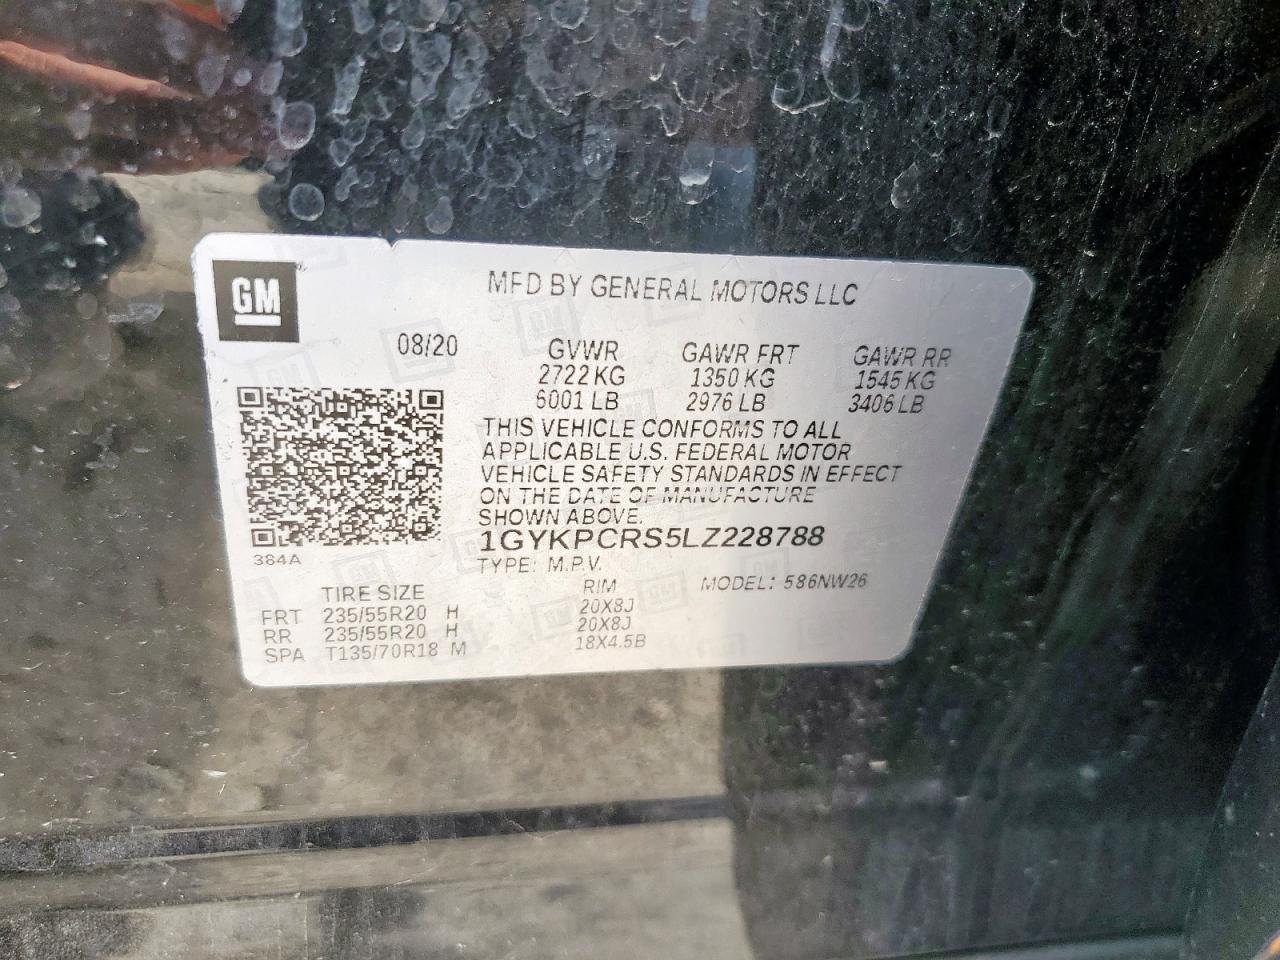 GM
MFD BY GENERAL MOTORS LLC
08/20 GVWR GAWR FRT GAWR RR
2722 KG 1350 KG 1545 KG
6001 LB 2976 LB 3406 LB
THIS VEHICLE CONFORMS TO ALL
APPLICABLE U.S. FEDERAL MOTOR
VEHICLE SAFETY STANDARDS IN EFFECT
ON THE DATE OF MANUFACTURE
SHOWN ABOVE.
1GYKPCRS5LZ228788
384A
TYPE: M.P.V.
TIRE SIZE RIM MODEL: 586NW26
FRT 235/55R20 H 20X8J
RR 235/55R20 H 20X8J
SPA T135/70R18 M 18X4.5B